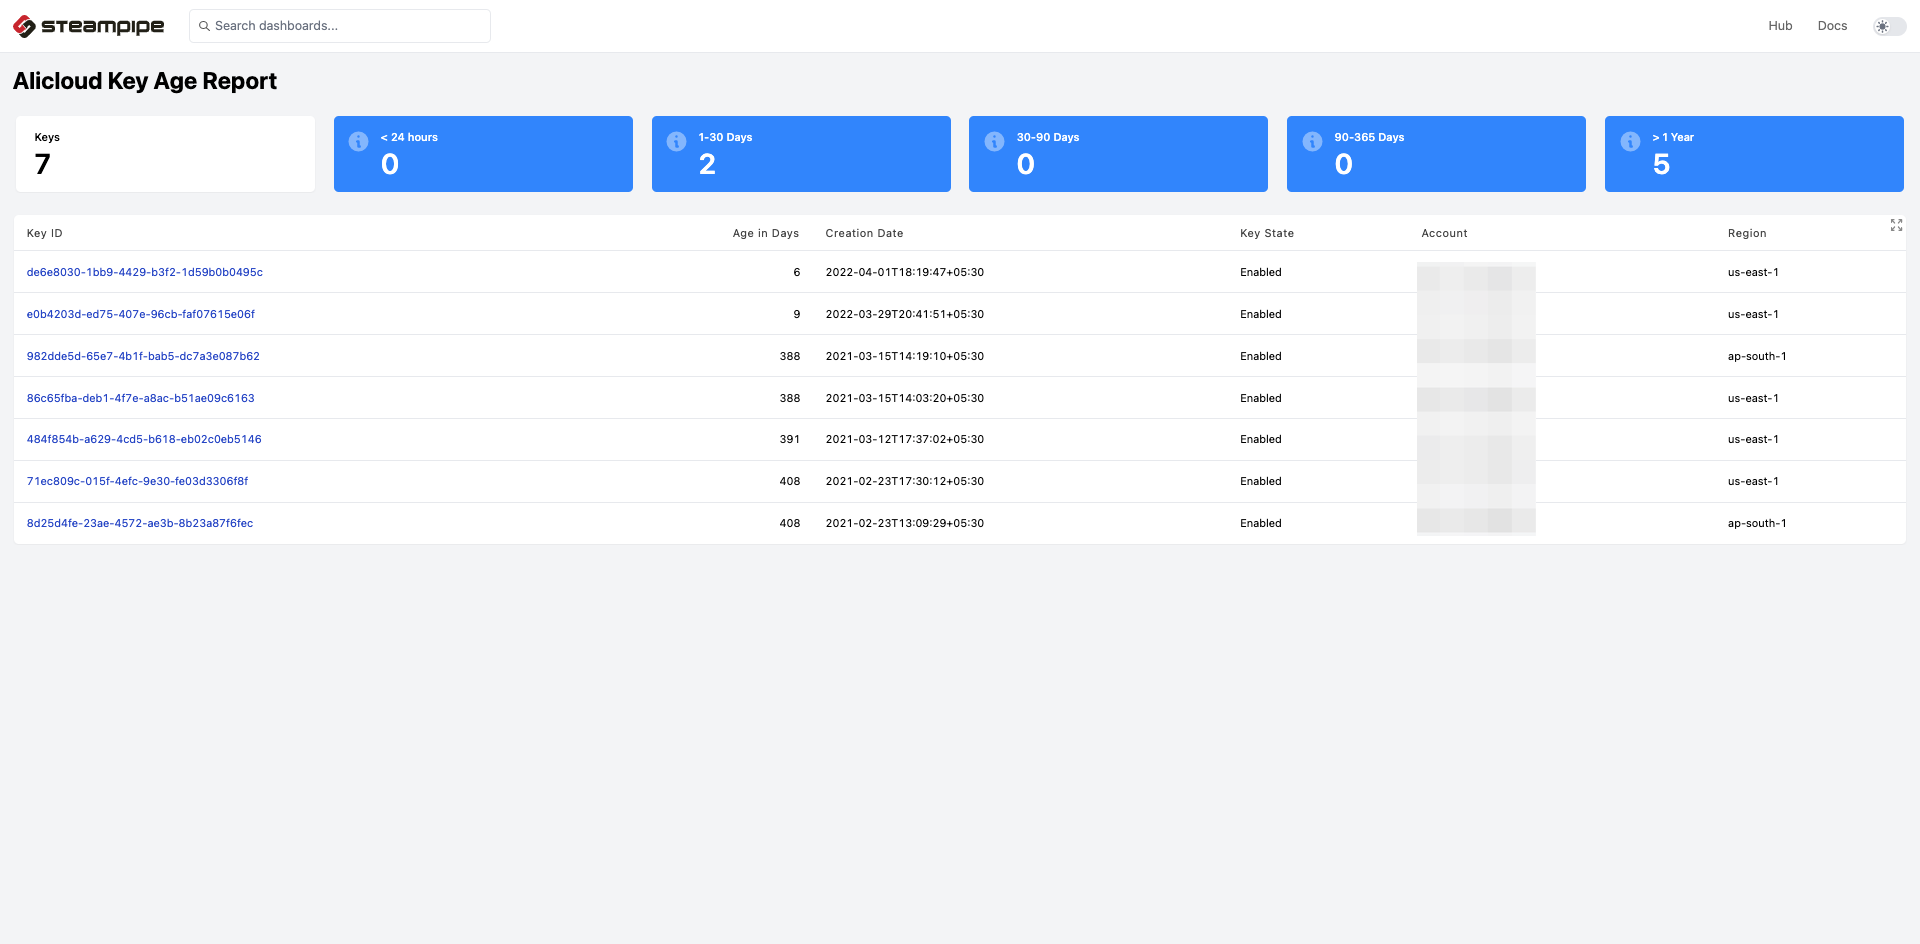 steampipe
Search dashboards...
Hub
Docs
Alicloud Key Age Report
Keys
7
< 24 hours
0
1-30 Days
2
30-90 Days
0
90-365 Days
0
> 1 Year
5
Key ID Age in Days Creation Date Key State Account Region
de6e8030-1bb9-4429-b3f2-1d59b0b0495c 6 2022-04-01T18:19:47+05:30 Enabled us-east-1
e0b4203d-ed75-407e-96cb-faf07615e06f 9 2022-03-29T20:41:51+05:30 Enabled us-east-1
982dde5d-65e7-4b1f-bab5-dc7a3e087b62 388 2021-03-15T14:19:10+05:30 Enabled ap-south-1
86c65fba-deb1-4f7e-a8ac-b51ae09c6163 388 2021-03-15T14:03:20+05:30 Enabled us-east-1
484f854b-a629-4cd5-b618-eb02c0eb5146 391 2021-03-12T17:37:02+05:30 Enabled us-east-1
71ec809c-015f-4efc-9e30-fe03d3306f8f 408 2021-02-23T17:30:12+05:30 Enabled us-east-1
8d25d4fe-23ae-4572-ae3b-8b23a87f6fec 408 2021-02-23T13:09:29+05:30 Enabled ap-south-1